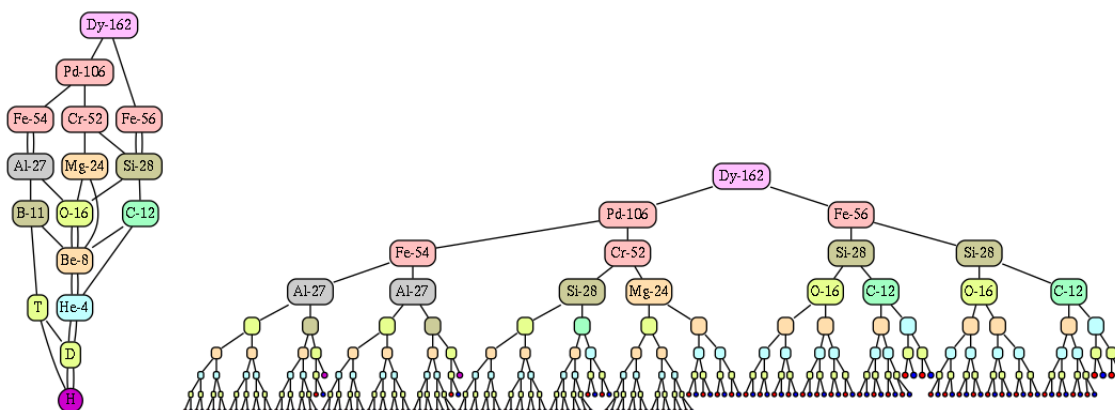 Dy-162
Pd-106
Fe-54 Cr-52 Fe-56
Al-27 Mg-24 Si-28
B-11 O-16 C-12
Be-8
T He-4
D
H
Dy-162
Pd-106 Fe-56
Fe-54 Cr-52 Si-28 Si-28
Al-27 Al-27 Si-28 Mg-24 O-16 C-12 O-16 C-12